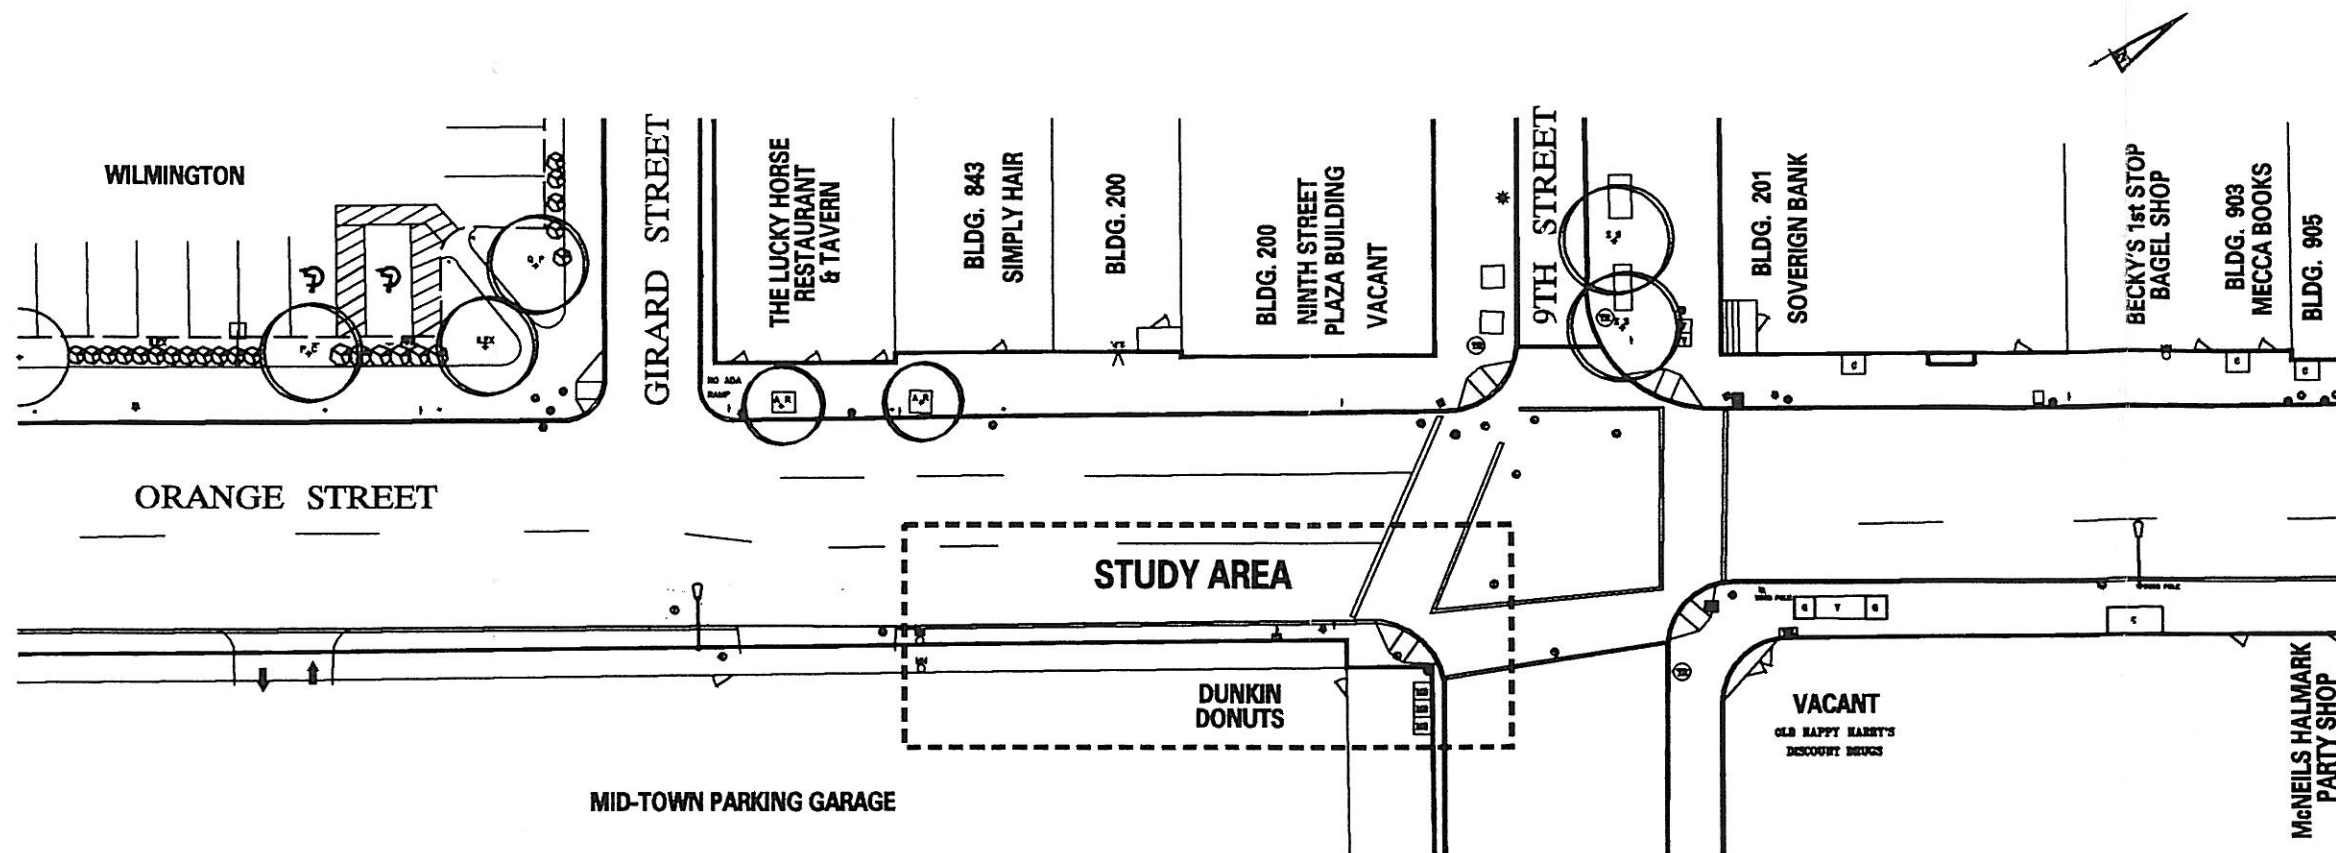 WILMINGTON
GIRARD STREET
THE LUCKY HORSE
RESTAURANT
& TAVERN
BLDG. 843
SIMPLY HAIR
BLDG. 200
BLDG. 200
NINTH STREET
PLAZA BUILDING
VACANT
9TH STREET
BLDG. 201
SOVERIGN BANK
BECKY'S 1st STOP
BAGEL SHOP
BLDG. 903
MECCA BOOKS
BLDG. 905
NO ADA
RAMP
ORANGE STREET
STUDY AREA
DUNKIN
DONUTS
VACANT
OLD HAPPY HARRY'S
DISCOUNT DRUGS
McNEILS HALMARK
PARTY SHOP
MID-TOWN PARKING GARAGE